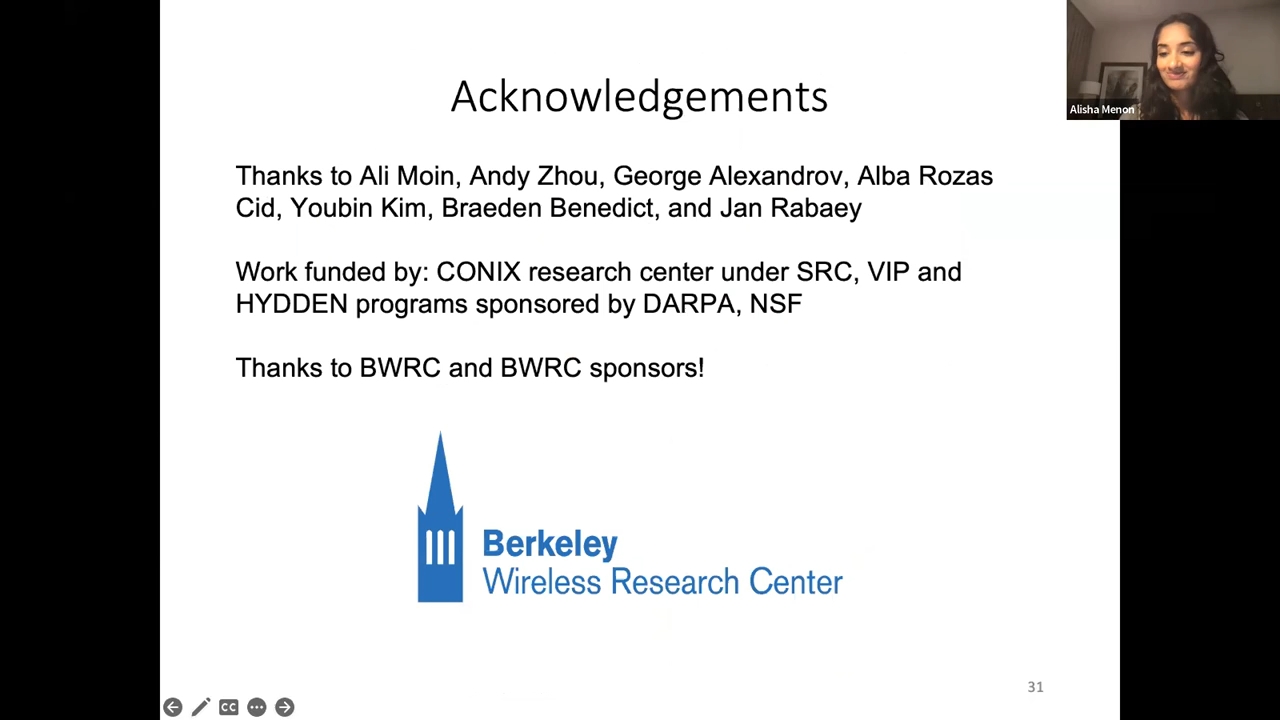 Acknowledgements
Alisha Menon
Thanks to Ali Moin, Andy Zhou, George Alexandrov, Alba Rozas
Cid, Youbin Kim, Braeden Benedict, and Jan Rabaey
Work funded by: CONIX research center under SRC, VIP and
HYDDEN programs sponsored by DARPA, NSF
Thanks to BWRC and BWRC sponsors!
Berkeley
Wireless Research Center
31
CC